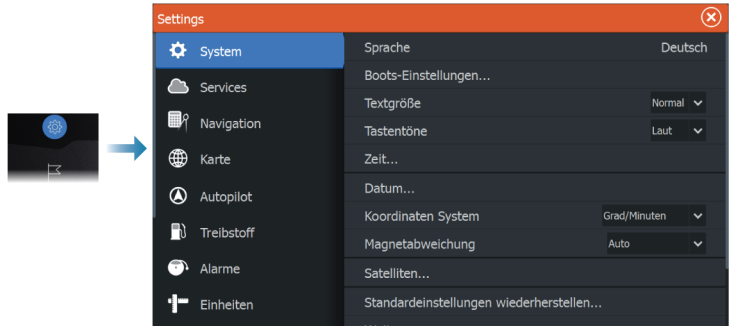 Settings
System
Services
Navigation
Karte
Autopilot
Treibstoff
Alarme
Einheiten
Sprache Deutsch
Boots-Einstellungen...
Textgröße Normal
Tastentöne Laut
Zeit...
Datum...
Koordinaten System Grad/Minuten
Magnetabweichung Auto
Satelliten...
Standardeinstellungen wiederherstellen...